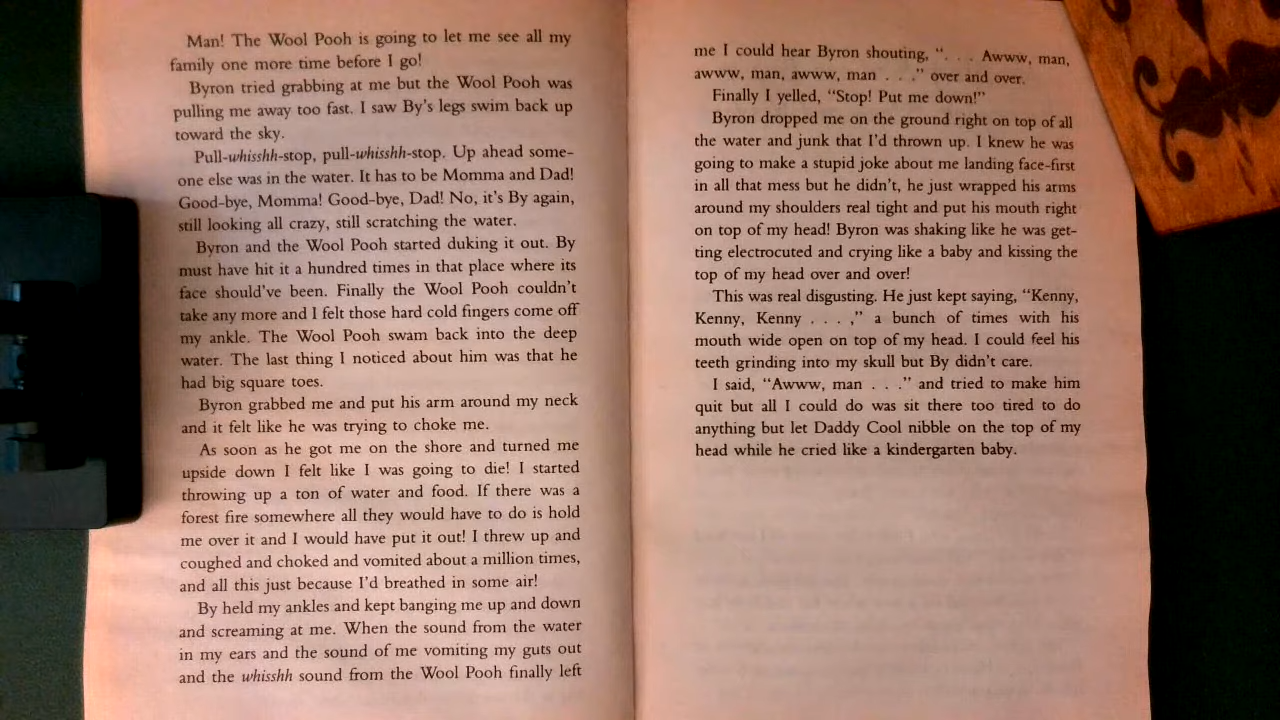 Man! The Wool Pooh is going to let me see all my
family one more time before I go!
Byron tried grabbing at me but the Wool Pooh was
pulling me away too fast. I saw By's legs swim back up
toward the sky.
Pull-whisshh-stop, pull-whisshh-stop. Up ahead some-
one else was in the water. It has to be Momma and Dad!
Good-bye, Momma! Good-bye, Dad! No, it's By again,
still looking all crazy, still scratching the water.
Byron and the Wool Pooh started duking it out. By
must have hit it a hundred times in that place where its
face should've been. Finally the Wool Pooh couldn't
take any more and I felt those hard cold fingers come off
my ankle. The Wool Pooh swam back into the deep
water. The last thing I noticed about him was that he
had big square toes.
Byron grabbed me and put his arm around my neck
and it felt like he was trying to choke me.
As soon as he got me on the shore and turned me
upside down I felt like I was going to die! I started
throwing up a ton of water and food. If there was a
forest fire somewhere all they would have to do is hold
me over it and I would have put it out! I threw up and
coughed and choked and vomited about a million times,
and all this just because I'd breathed in some air!
By held my ankles and kept banging me up and down
and screaming at me. When the sound from the water
in my ears and the sound of me vomiting my guts out
and the whisshh sound from the Wool Pooh finally left
me I could hear Byron shouting, ". . . Awww, man,
awww, man, awww, man . . ." over and over.
Finally I yelled, "Stop! Put me down!"
Byron dropped me on the ground right on top of all
the water and junk that I'd thrown up. I knew he was
going to make a stupid joke about me landing face-first
in all that mess but he didn't, he just wrapped his arms
around my shoulders real tight and put his mouth right
on top of my head! Byron was shaking like he was get-
ting electrocuted and crying like a baby and kissing the
top of my head over and over!
This was real disgusting. He just kept saying, "Kenny,
Kenny, Kenny . . . ," a bunch of times with his
mouth wide open on top of my head. I could feel his
teeth grinding into my skull but By didn't care.
I said, "Awww, man . . ." and tried to make him
quit but all I could do was sit there too tired to do
anything but let Daddy Cool nibble on the top of my
head while he cried like a kindergarten baby.